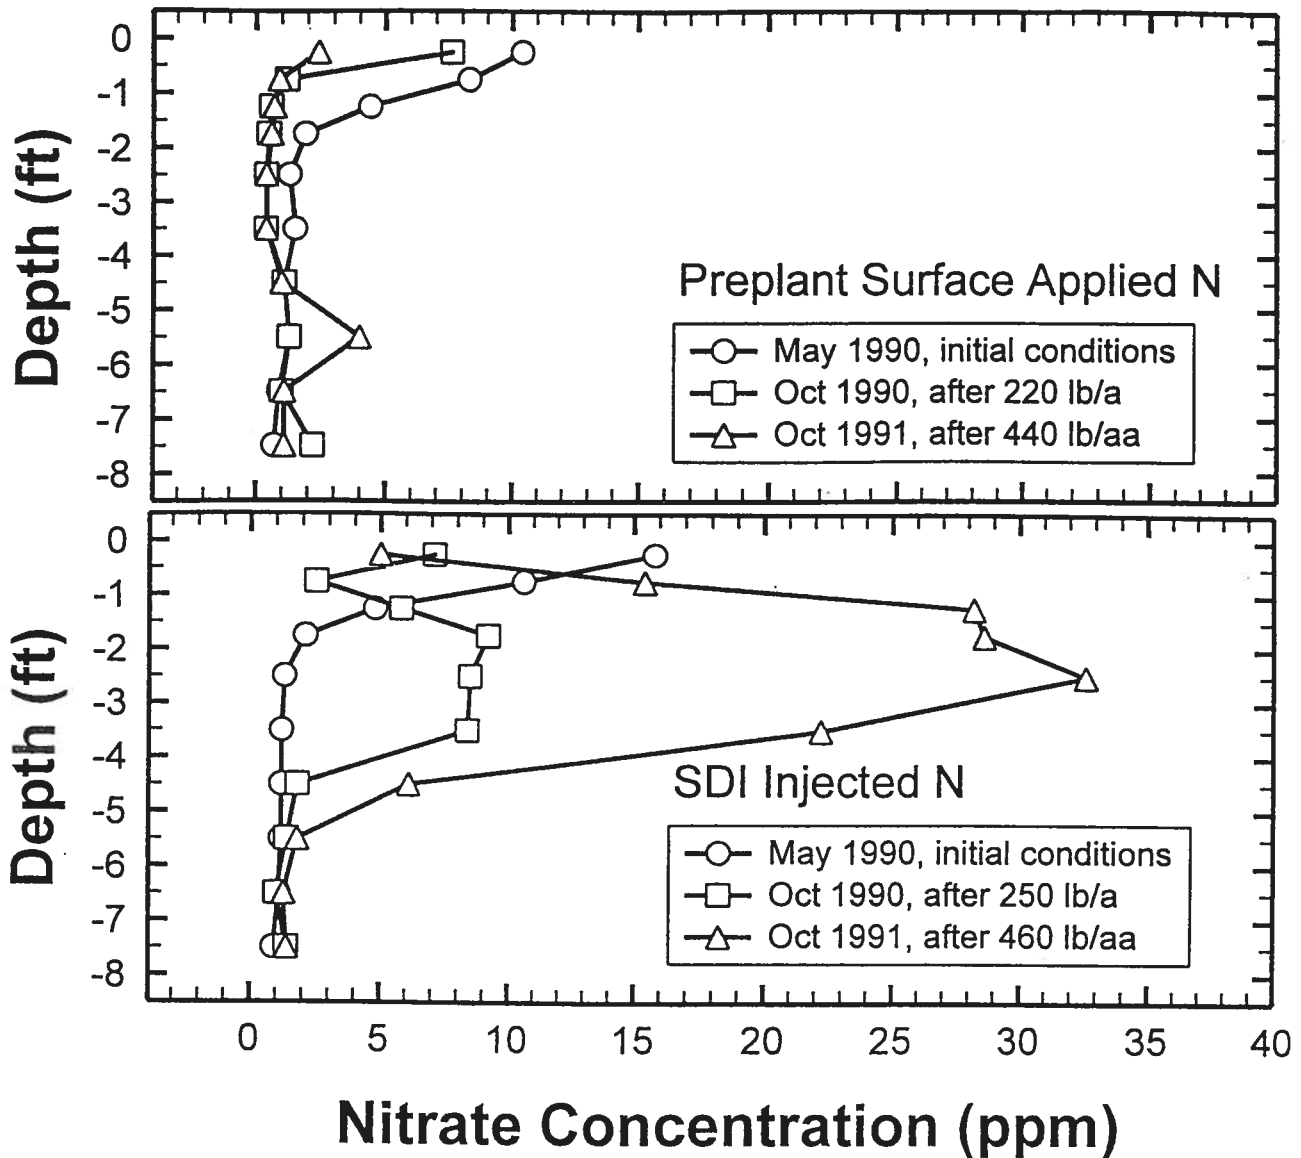 0
-1
-2
-3
-4
-5
-6
-7
-8
Depth (ft)
Preplant Surface Applied N
May 1990, initial conditions
Oct 1990, after 220 lb/a
Oct 1991, after 440 lb/aa
0
-1
-2
-3
-4
-5
-6
-7
-8
Depth (ft)
SDI Injected N
May 1990, initial conditions
Oct 1990, after 250 lb/a
Oct 1991, after 460 lb/aa
0 5 10 15 20 25 30 35 40
Nitrate Concentration (ppm)